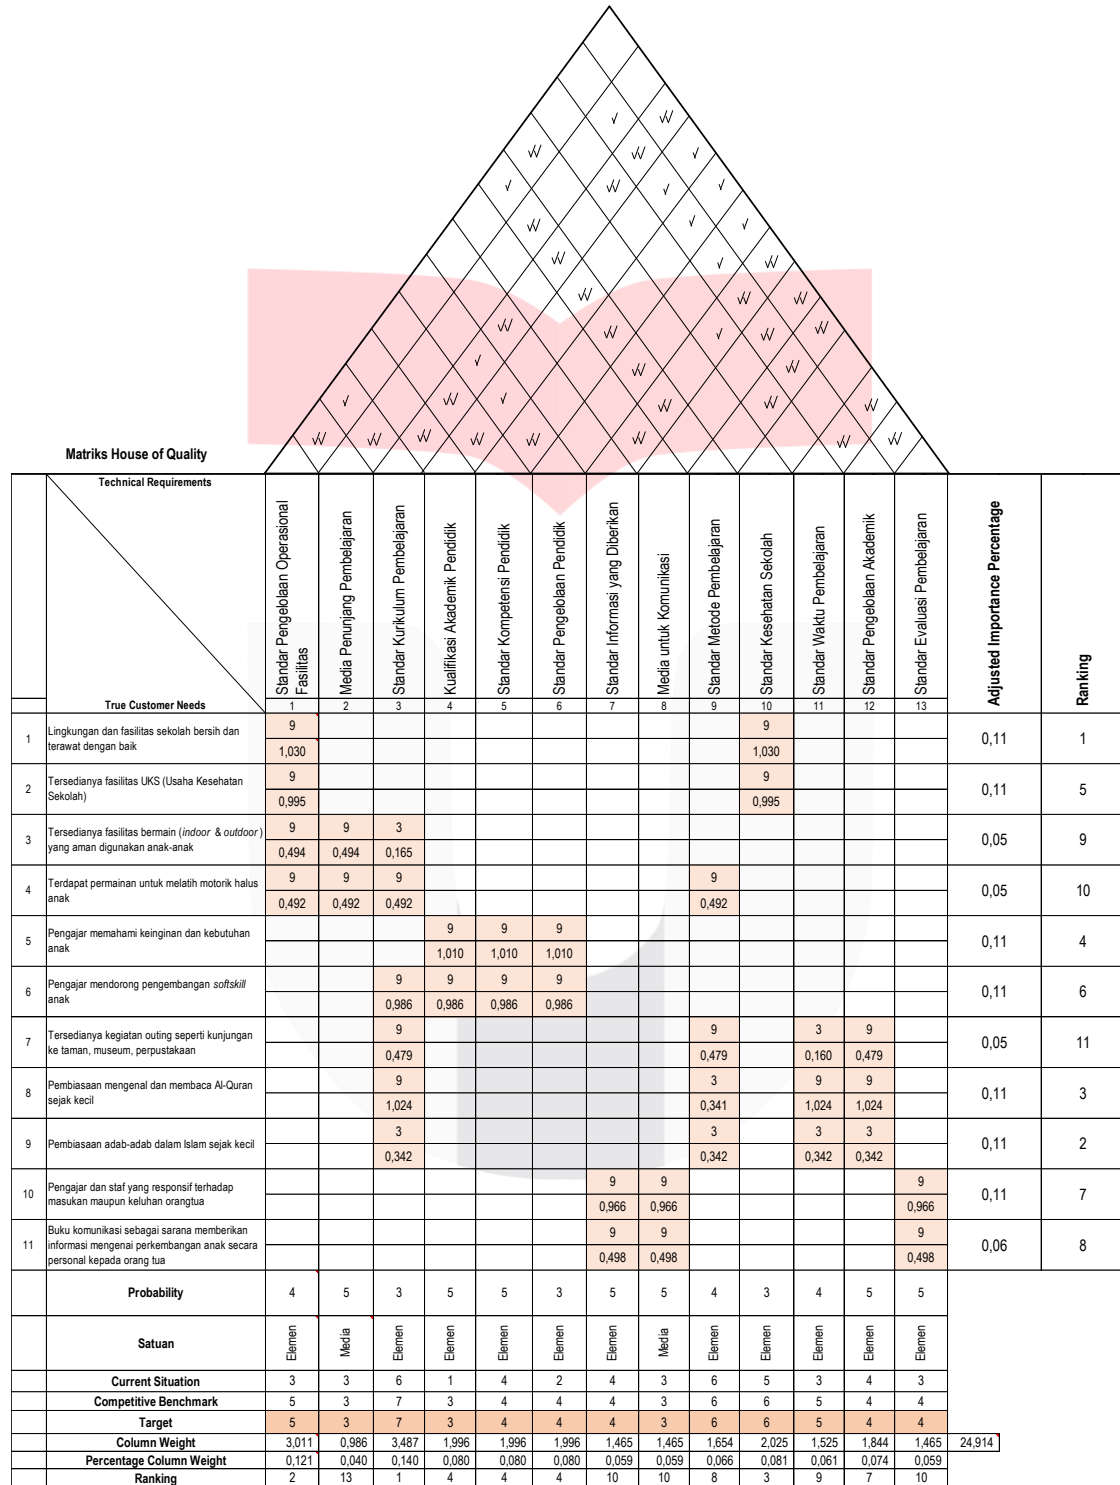 Matriks House of Quality
Technical Requirements
Standar Pengelolaan Operasional
Fasilitas
Media Penunjang Pembelajaran
Standar Kurikulum Pembelajaran
Kualifikasi Akademik Pendidik
Standar Kompetensi Pendidik
Standar Pengelolaan Pendidik
Standar Informasi yang Diberikan
Media untuk Komunikasi
Standar Metode Pembelajaran
Standar Kesehatan Sekolah
Standar Waktu Pembelajaran
Standar Pengelolaan Akademik
Standar Evaluasi Pembelajaran
Adjusted Importance Percentage
Ranking
True Customer Needs 1 2 3 4 5 6 7 8 9 10 11 12 13
1 Lingkungan dan fasilitas sekolah bersih dan
terawat dengan baik
9 9
1,030 1,030
0,11 1
2 Tersedianya fasilitas UKS (Usaha Kesehatan
Sekolah)
9 9
0,995 0,995
0,11 5
3 Tersedianya fasilitas bermain (indoor & outdoor)
yang aman digunakan anak-anak
9 9 3
0,494 0,494 0,165
0,05 9
4 Terdapat permainan untuk melatih motorik halus
anak
9 9 9 9
0,492 0,492 0,492 0,492
0,05 10
5 Pengajar memahami keinginan dan kebutuhan
anak
9 9 9
1,010 1,010 1,010
0,11 4
6 Pengajar mendorong pengembangan softskill
anak
9 9 9 9
0,986 0,986 0,986 0,986
0,11 6
7 Tersedianya kegiatan outing seperti kunjungan
ke taman, museum, perpustakaan
9 9 3 9
0,479 0,479 0,160 0,479
0,05 11
8 Pembiasaan mengenal dan membaca Al-Quran
sejak kecil
9 3 9 9
1,024 0,341 1,024 1,024
0,11 3
9 Pembiasaan adab-adab dalam Islam sejak kecil
3 3 3 3
0,342 0,342 0,342 0,342
0,11 2
10 Pengajar dan staf yang responsif terhadap
masukan maupun keluhan orangtua
9 9 9
0,966 0,966 0,966
0,11 7
11 Buku komunikasi sebagai sarana memberikan
informasi mengenai perkembangan anak secara
personal kepada orang tua
9 9 9
0,498 0,498 0,498
0,06 8
Probability 4 5 3 5 5 3 5 5 4 3 4 5 5
Satuan Elemen Media Elemen Elemen Elemen Elemen Elemen Media Elemen Elemen Elemen Elemen Elemen
Current Situation 3 3 6 1 4 2 4 3 6 5 3 4 3
Competitive Benchmark 5 3 7 3 4 4 4 3 6 6 5 4 4
Target 5 3 7 3 4 4 4 3 6 6 5 4 4
Column Weight 3,011 0,986 3,487 1,996 1,996 1,996 1,465 1,465 1,654 2,025 1,525 1,844 1,465 24,914
Percentage Column Weight 0,121 0,040 0,140 0,080 0,080 0,080 0,059 0,059 0,066 0,081 0,061 0,074 0,059
Ranking 2 13 1 4 4 4 10 10 8 3 9 7 10